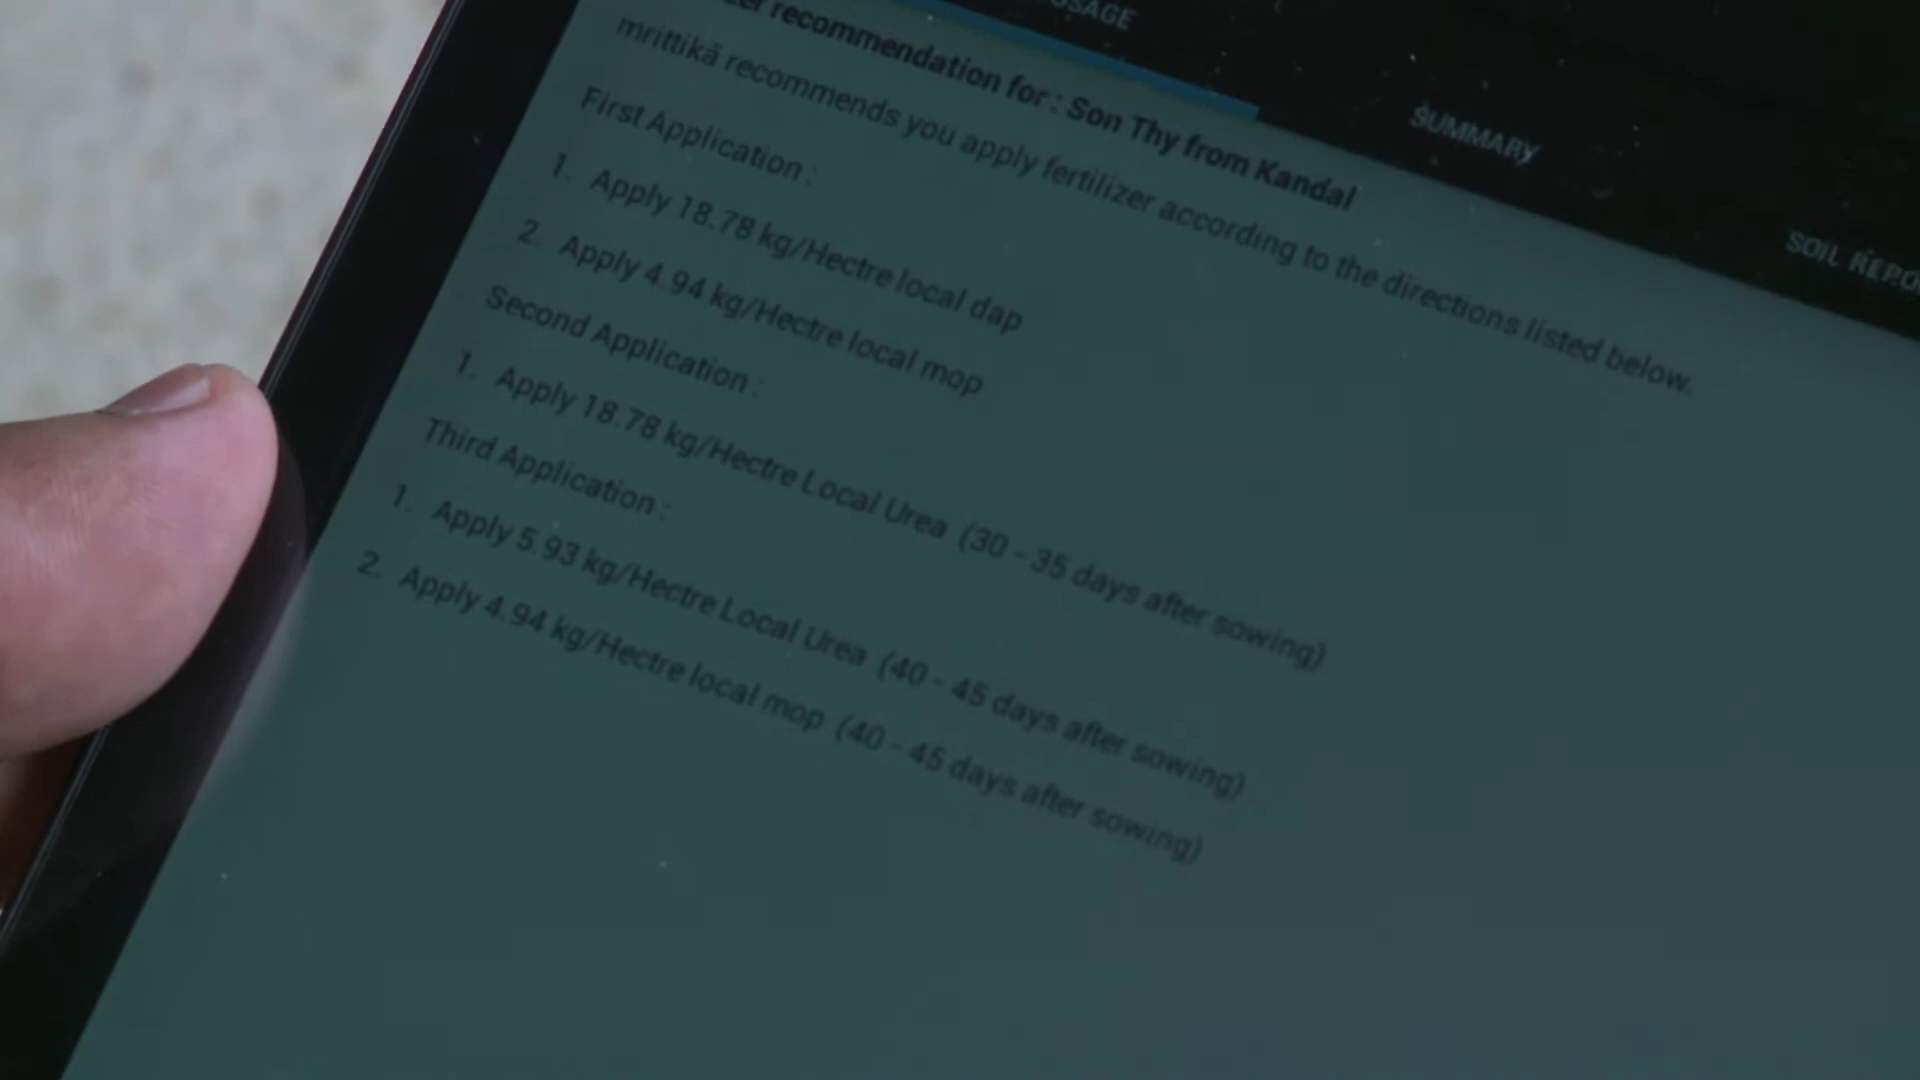 USAGE
SUMMARY
SOIL
recommendation for : Son Thy from Kandal
mrittikā recommends you apply fertilizer according to the directions listed below.
First Application :
1. Apply 18.78 kg/Hectre local dap
2. Apply 4.94 kg/Hectre local mop
Second Application :
1. Apply 18.78 kg/Hectre Local Urea (30 - 35 days after sowing)
Third Application :
1. Apply 5.93 kg/Hectre Local Urea (40 - 45 days after sowing)
2. Apply 4.94 kg/Hectre local mop (40 - 45 days after sowing)